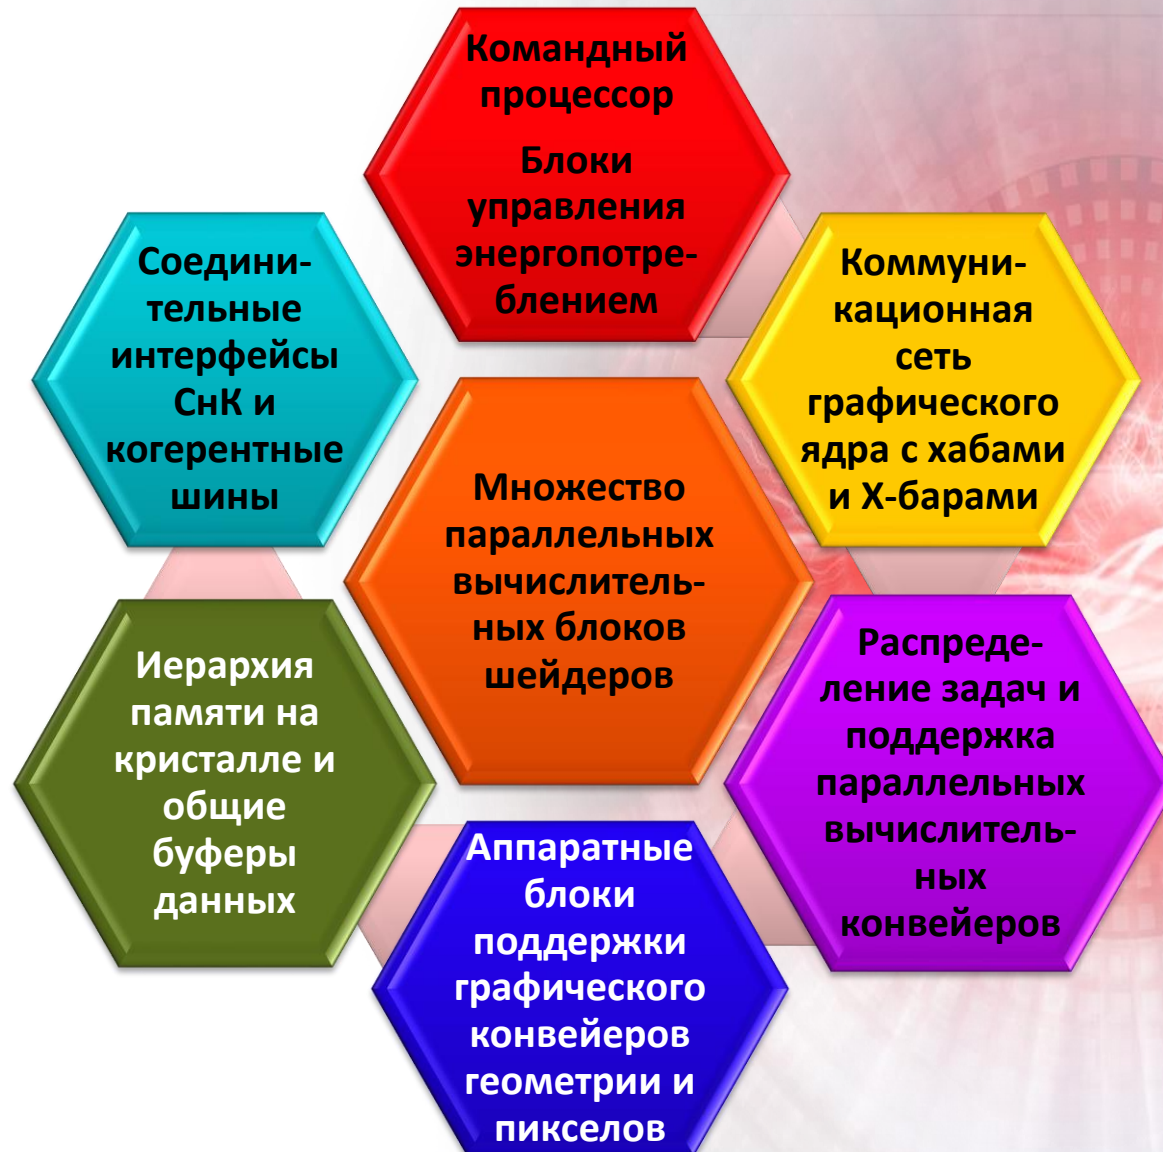 Командный
процессор
Блоки
управления
энергопотре-
блением
Соедини-
тельные
интерфейсы
СнК и
когерентные
шины
Коммуни-
кационная
сеть
графического
ядра с хабами
и Х-барами
Множество
параллельных
вычислитель-
ных блоков
шейдеров
Иерархия
памяти на
кристалле и
общие
буферы
данных
Распреде-
ление задач и
поддержка
параллельных
вычислитель-
ных
конвейеров
Аппаратные
блоки
поддержки
графического
конвейеров
геометрии и
пикселов